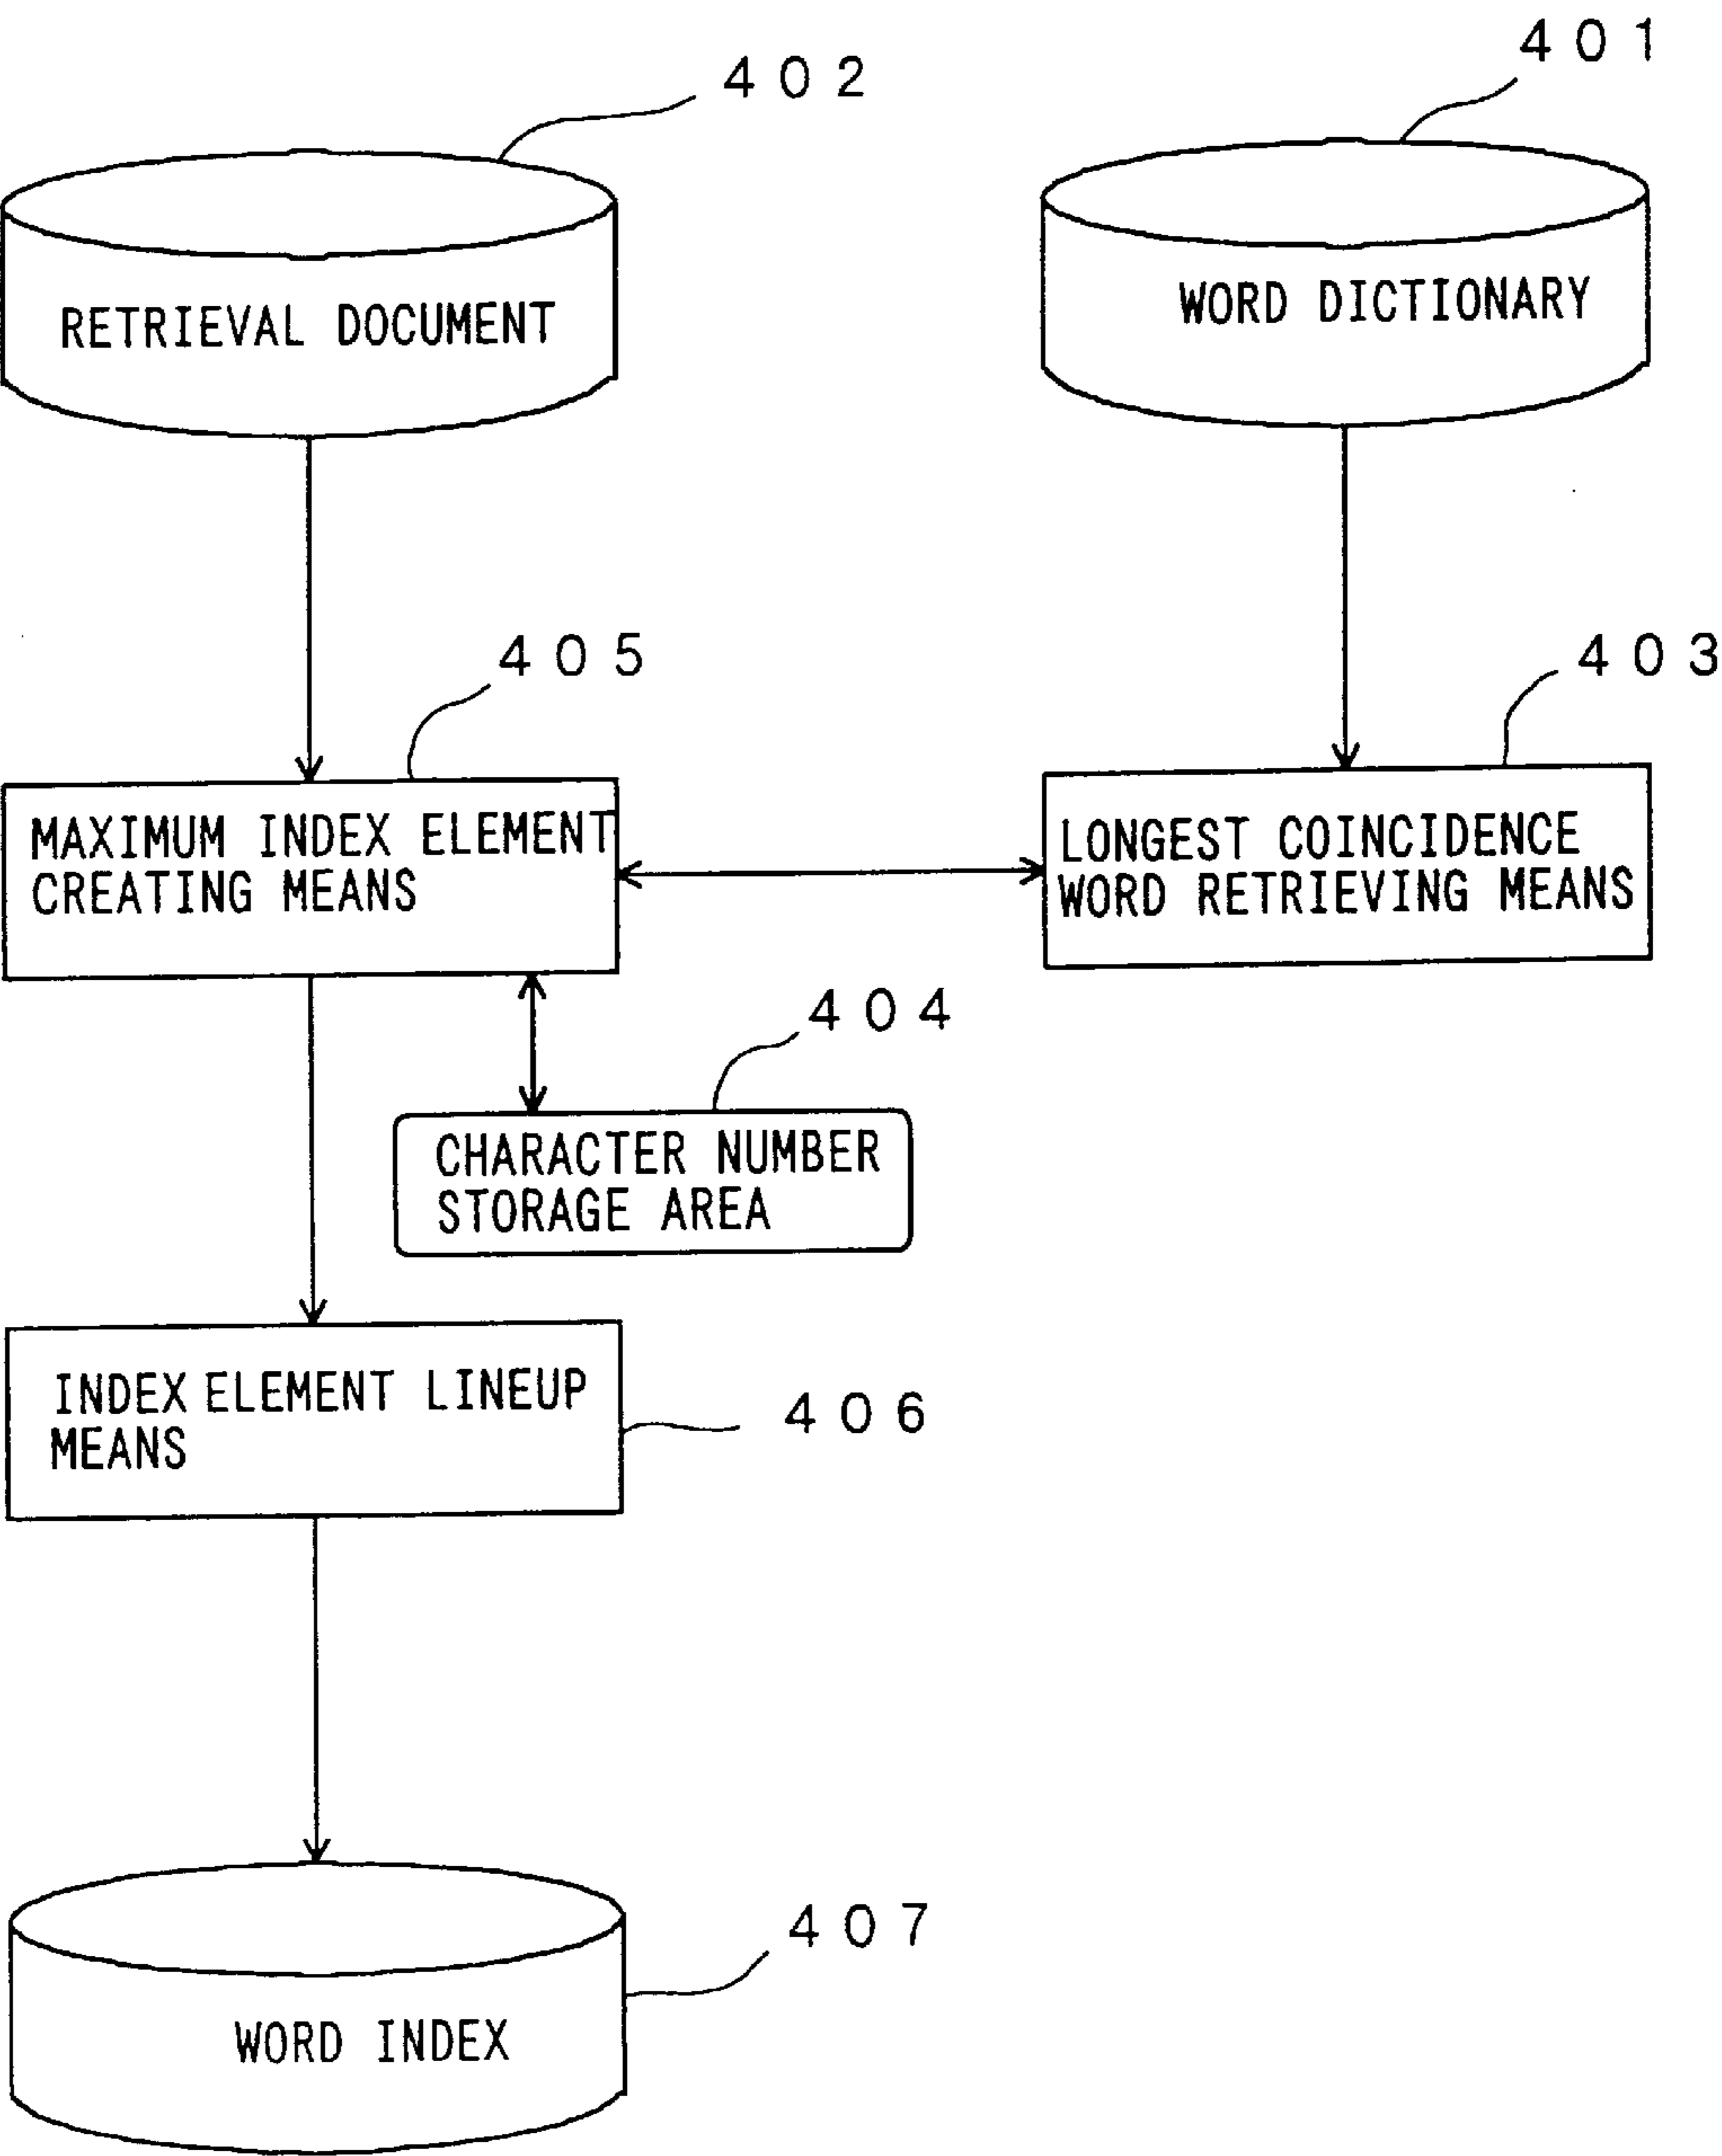 402
401
RETRIEVAL DOCUMENT
WORD DICTIONARY
405
403
MAXIMUM INDEX ELEMENT
CREATING MEANS
LONGEST COINCIDENCE
WORD RETRIEVING MEANS
404
CHARACTER NUMBER
STORAGE AREA
INDEX ELEMENT LINEUP
MEANS
406
407
WORD INDEX